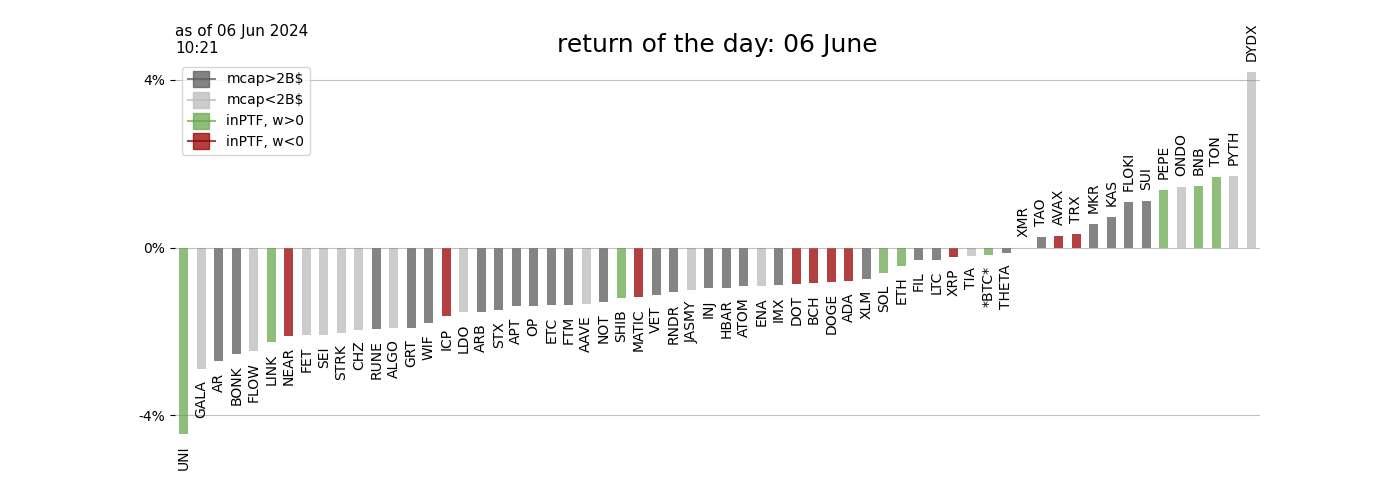 as of 06 Jun 2024
10:21
return of the day: 06 June
mcap>2B$
mcap<2B$
inPTF, w>0
inPTF, w<0
4%
0%
-4%
UNI
GALA
AR
BONK
FLOW
LINK
NEAR
FET
SEI
STRK
CHZ
RUNE
ALGO
GRT
WIF
ICP
LDO
ARB
STX
APT
OP
ETC
FTM
AAVE
NOT
SHIB
MATIC
VET
RNDR
JASMY
INJ
HBAR
ATOM
ENA
IMX
DOT
BCH
DOGE
ADA
XLM
SOL
ETH
FIL
LTC
XRP
TIA
*BTC*
THETA
XMR
TAO
AVAX
TRX
MKR
KAS
FLOKI
SUI
PEPE
ONDO
BNB
TON
PYTH
DYDX